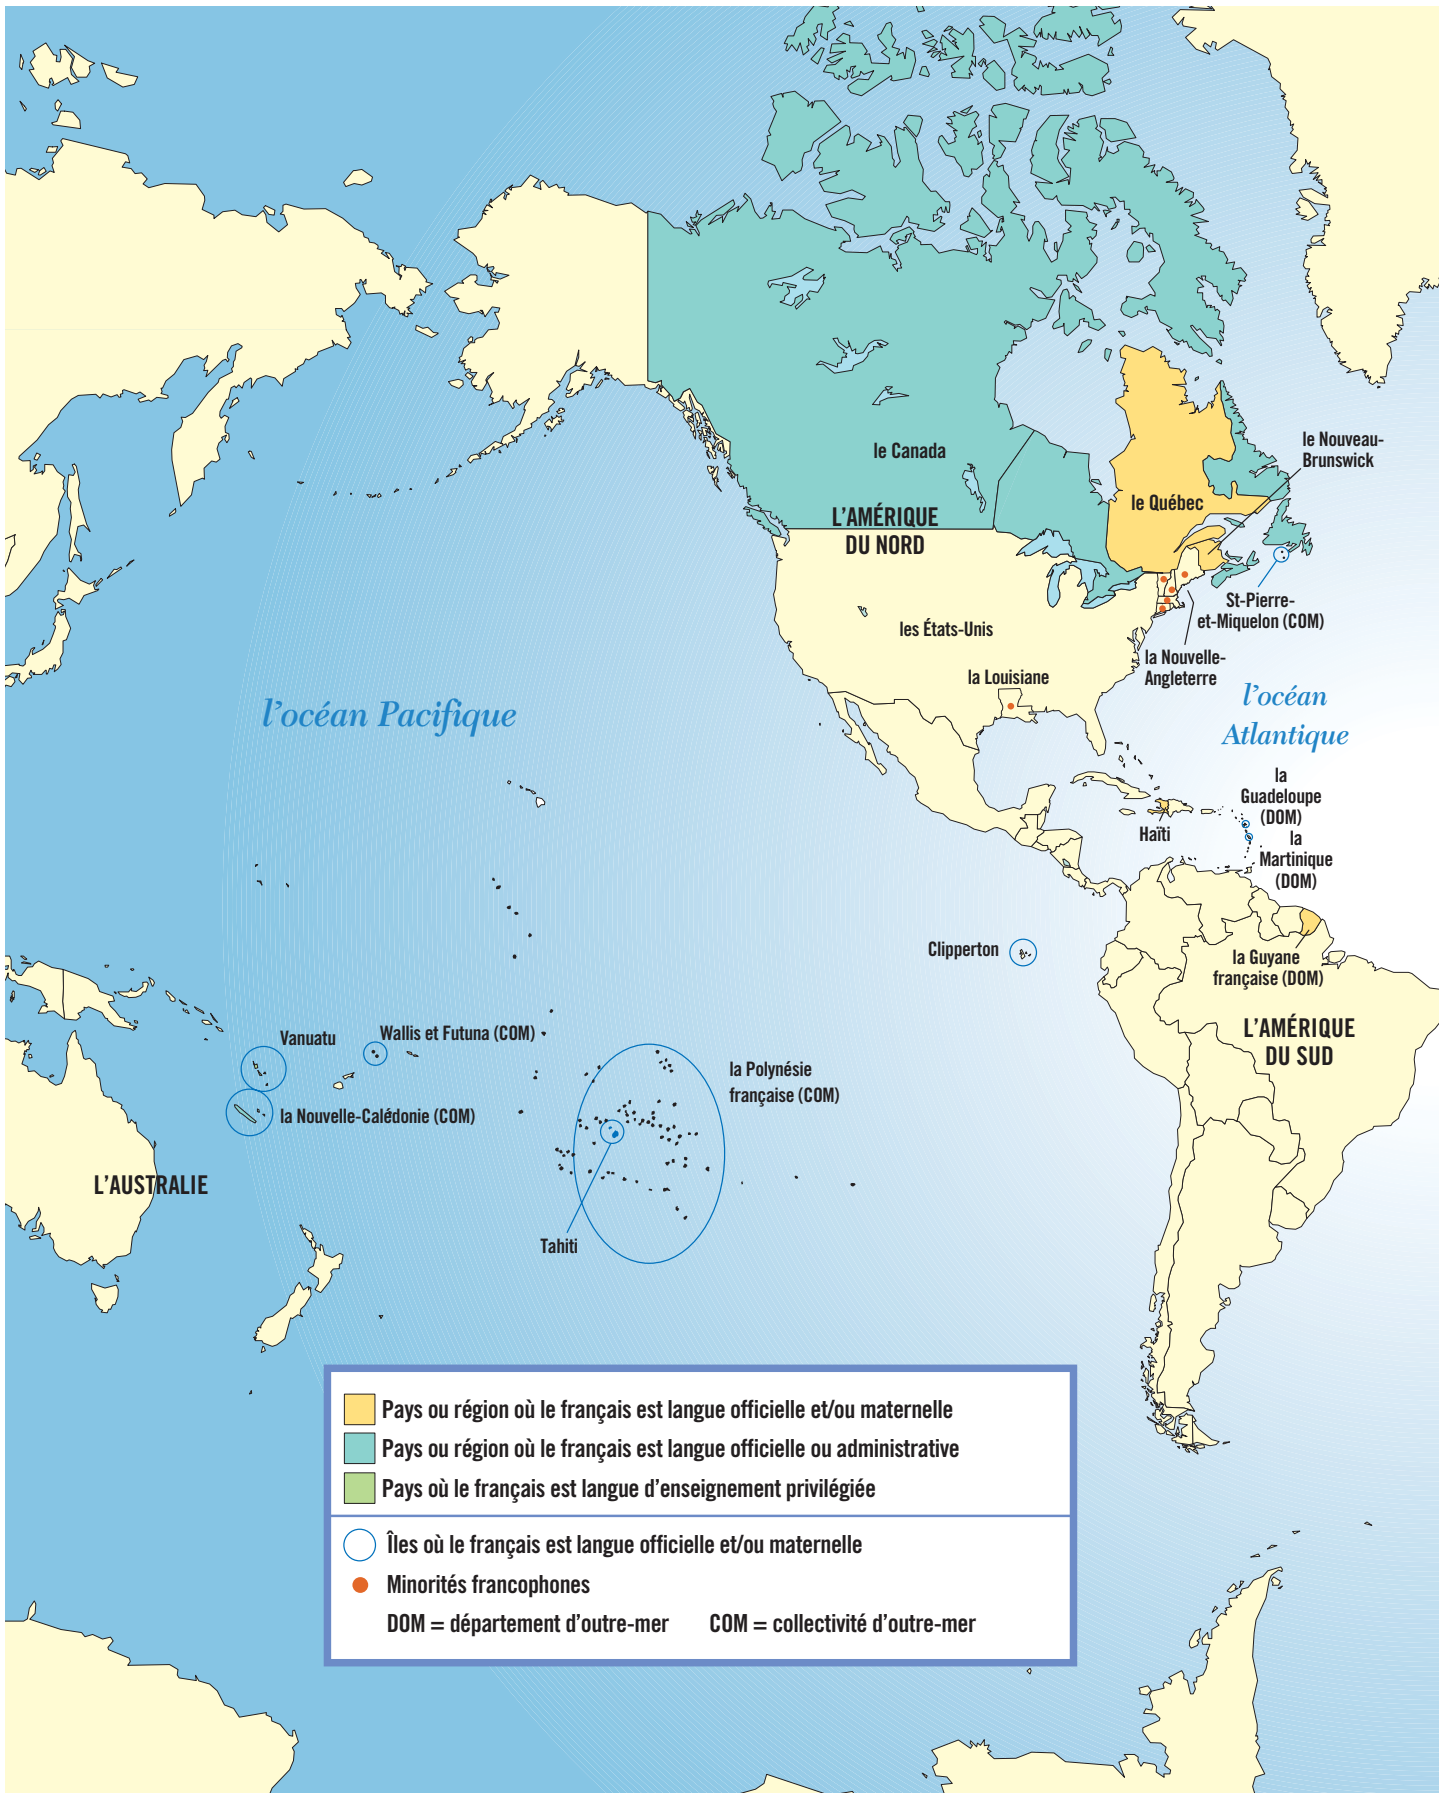 le Canada
le Nouveau-
Brunswick
le Québec
L'AMÉRIQUE
DU NORD
St-Pierre-
et-Miquelon (COM)
les États-Unis
la Nouvelle-
Angleterre
la Louisiane
l'océan Pacifique
l'océan
Atlantique
la
Guadeloupe
(DOM)
Haïti
la
Martinique
(DOM)
Clipperton
la Guyane
française (DOM)
L'AMÉRIQUE
DU SUD
Vanuatu
Wallis et Futuna (COM)
la Polynésie
française (COM)
la Nouvelle-Calédonie (COM)
L'AUSTRALIE
Tahiti
Pays ou région où le français est langue officielle et/ou maternelle
Pays ou région où le français est langue officielle ou administrative
Pays où le français est langue d'enseignement privilégiée
Îles où le français est langue officielle et/ou maternelle
Minorités francophones
DOM = département d'outre-mer COM = collectivité d'outre-mer